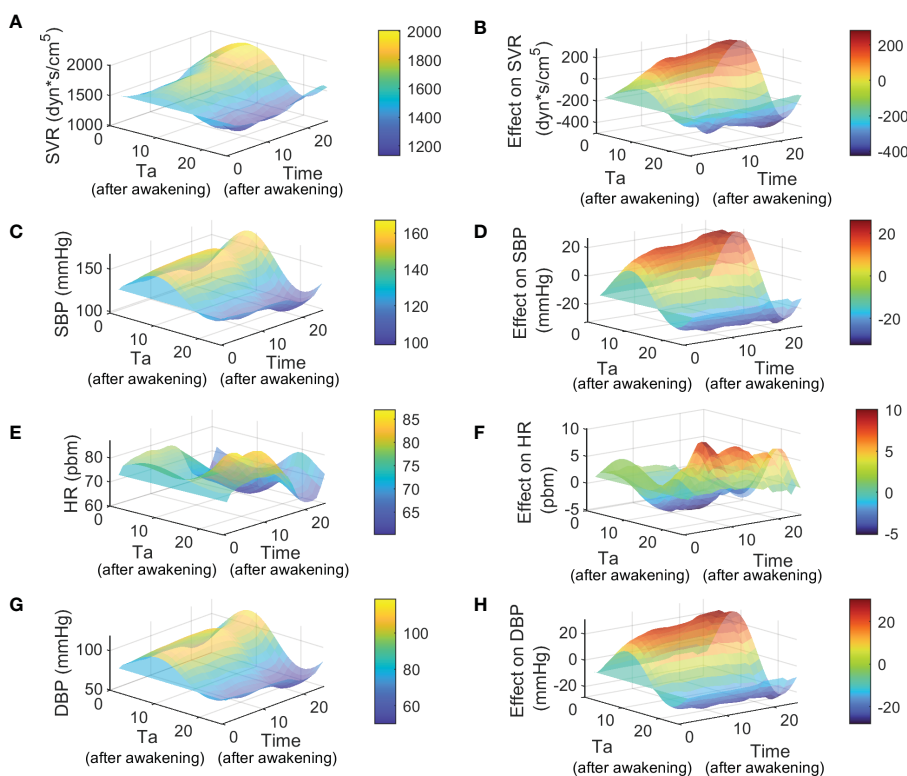 A
SVR (dyn*s/cm⁵)
2000
1500
1000
0
10
20
Ta
(after awakening)
0
10
20
Time
(after awakening)
2000
1800
1600
1400
1200
B
Effect on SVR
(dyn*s/cm⁵)
200
0
-200
-400
0
10
20
Ta
(after awakening)
0
10
20
Time
(after awakening)
200
0
-200
-400
C
SBP (mmHg)
150
100
0
10
20
Ta
(after awakening)
0
10
20
Time
(after awakening)
160
140
120
100
D
Effect on SBP
(mmHg)
20
0
-20
0
10
20
Ta
(after awakening)
0
10
20
Time
(after awakening)
20
0
-20
E
HR (pbm)
80
70
60
0
10
20
Ta
(after awakening)
0
10
20
Time
(after awakening)
85
80
75
70
65
F
Effect on HR
(pbm)
10
5
0
-5
0
10
20
Ta
(after awakening)
0
10
20
Time
(after awakening)
10
5
0
-5
G
DBP (mmHg)
100
50
0
10
20
Ta
(after awakening)
0
10
20
Time
(after awakening)
100
80
60
H
Effect on DBP
(mmHg)
20
0
-20
0
10
20
Ta
(after awakening)
0
10
20
Time
(after awakening)
20
0
-20